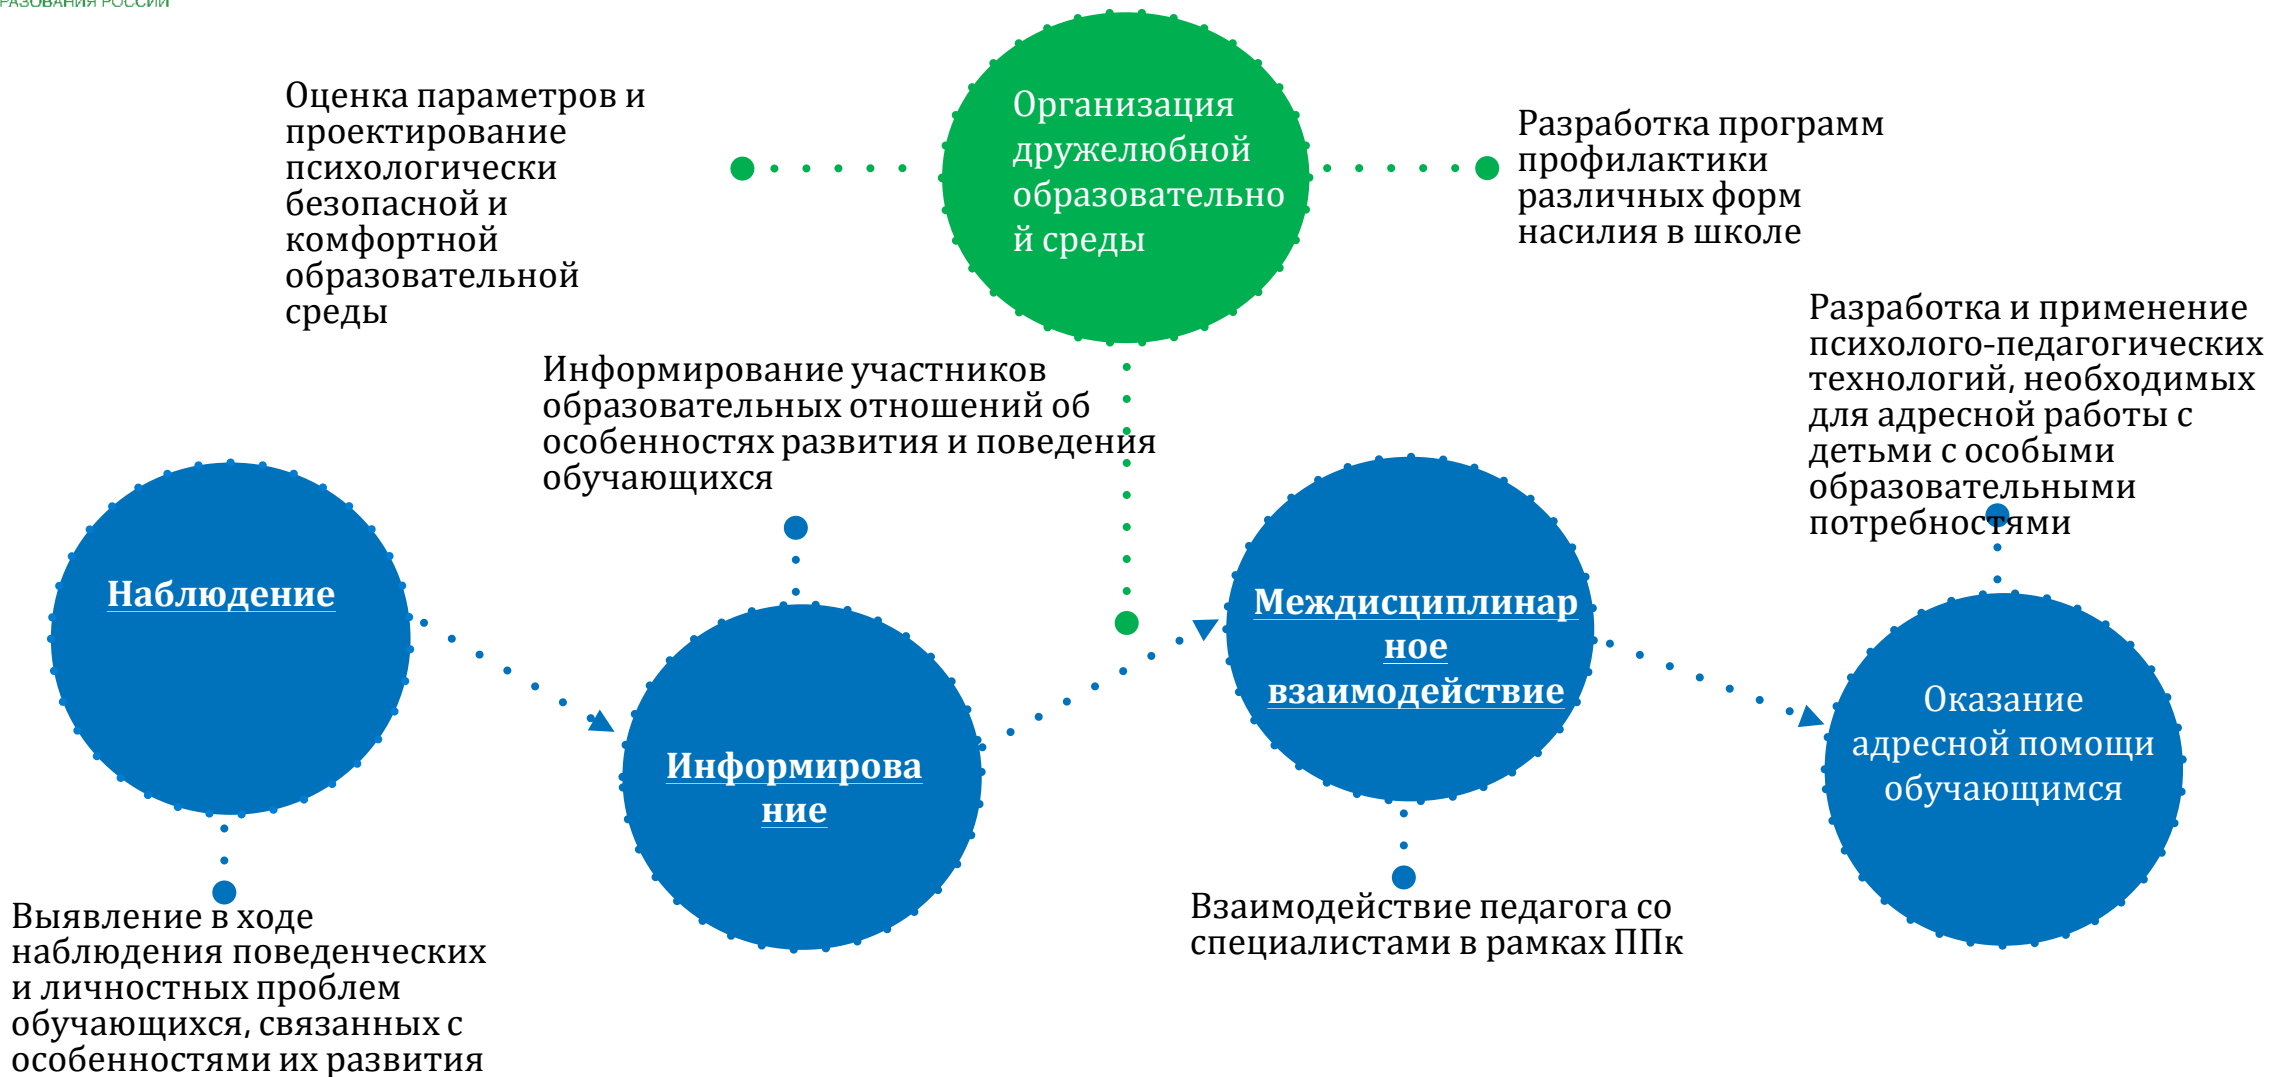 РАЗОВАНИЯ РОССИИ
Оценка параметров и
проектирование
психологически
безопасной и
комфортной
образовательной
среды
Организация
дружелюбной
образовательно
й среды
Разработка программ
профилактики
различных форм
насилия в школе
Информирование участников
образовательных отношений об
особенностях развития и поведения
обучающихся
Разработка и применение
психолого-педагогических
технологий, необходимых
для адресной работы с
детьми с особыми
образовательными
потребностями
Наблюдение
Информирова
ние
Междисциплинар
ное
взаимодействие
Оказание
адресной помощи
обучающимся
Выявление в ходе
наблюдения поведенческих
и личностных проблем
обучающихся, связанных с
особенностями их развития
Взаимодействие педагога со
специалистами в рамках ППк